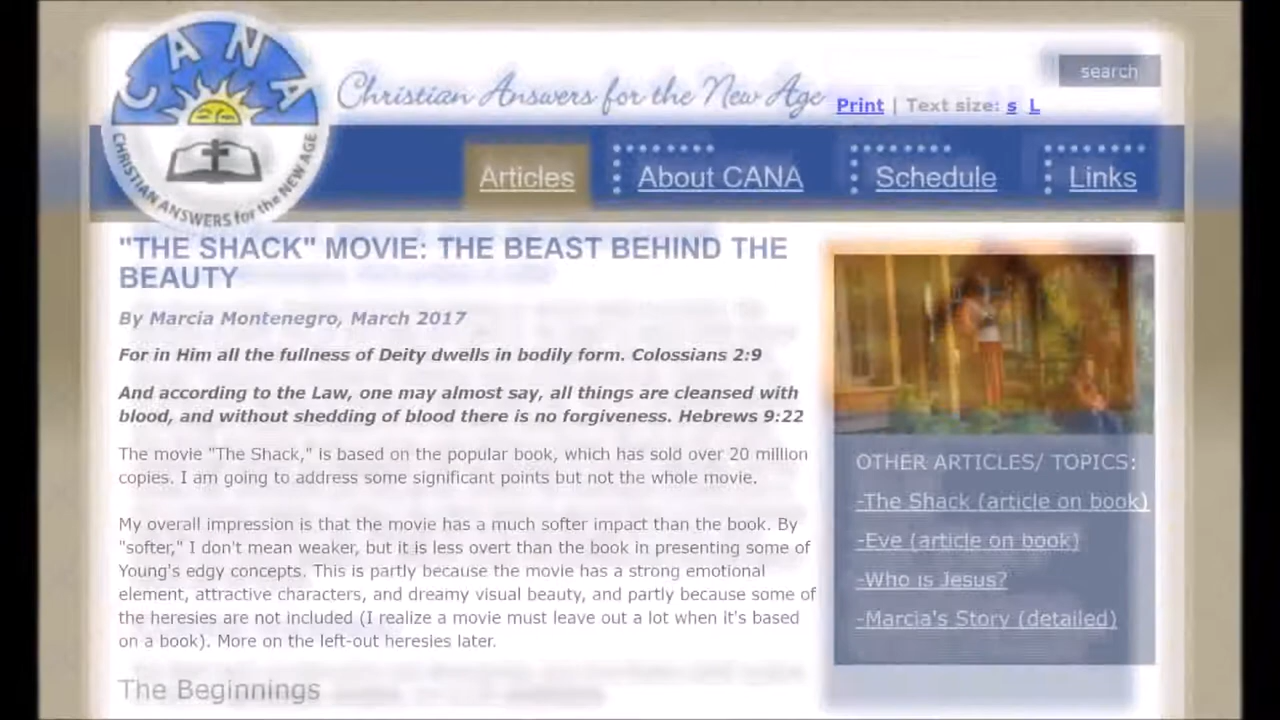 CANA
CHRISTIAN ANSWERS for the NEW AGE
Christian Answers for the New Age
search
Print | Text size: s L
Articles
About CANA
Schedule
Links
"THE SHACK" MOVIE: THE BEAST BEHIND THE
BEAUTY
By Marcia Montenegro, March 2017
For in Him all the fullness of Deity dwells in bodily form. Colossians 2:9
And according to the Law, one may almost say, all things are cleansed with
blood, and without shedding of blood there is no forgiveness. Hebrews 9:22
The movie "The Shack," is based on the popular book, which has sold over 20 million
copies. I am going to address some significant points but not the whole movie.
My overall impression is that the movie has a much softer impact than the book. By
"softer," I don't mean weaker, but it is less overt than the book in presenting some of
Young's edgy concepts. This is partly because the movie has a strong emotional
element, attractive characters, and dreamy visual beauty, and partly because some of
the heresies are not included (I realize a movie must leave out a lot when it's based
on a book). More on the left-out heresies later.
The Beginnings
OTHER ARTICLES/ TOPICS:
-The Shack (article on book)
-Eve (article on book)
-Who is Jesus?
-Marcia's Story (detailed)